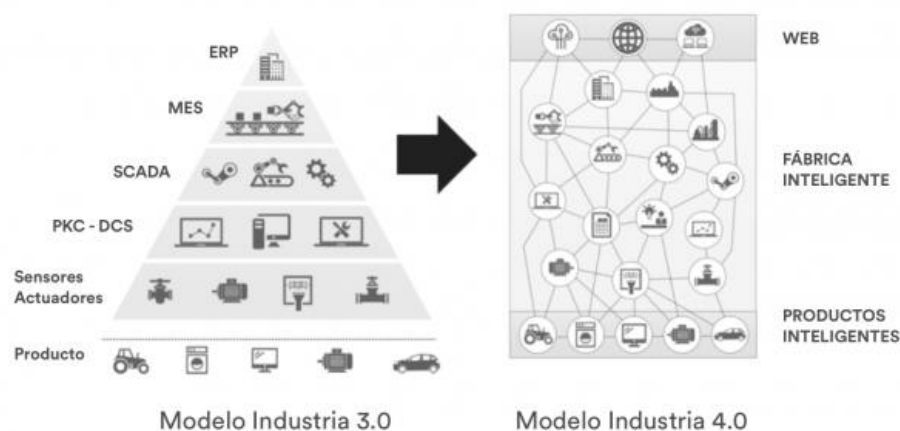 ERP
MES
SCADA
PKC - DCS
Sensores
Actuadores
Producto
Modelo Industria 3.0
WEB
FÁBRICA
INTELIGENTE
PRODUCTOS
INTELIGENTES
Modelo Industria 4.0